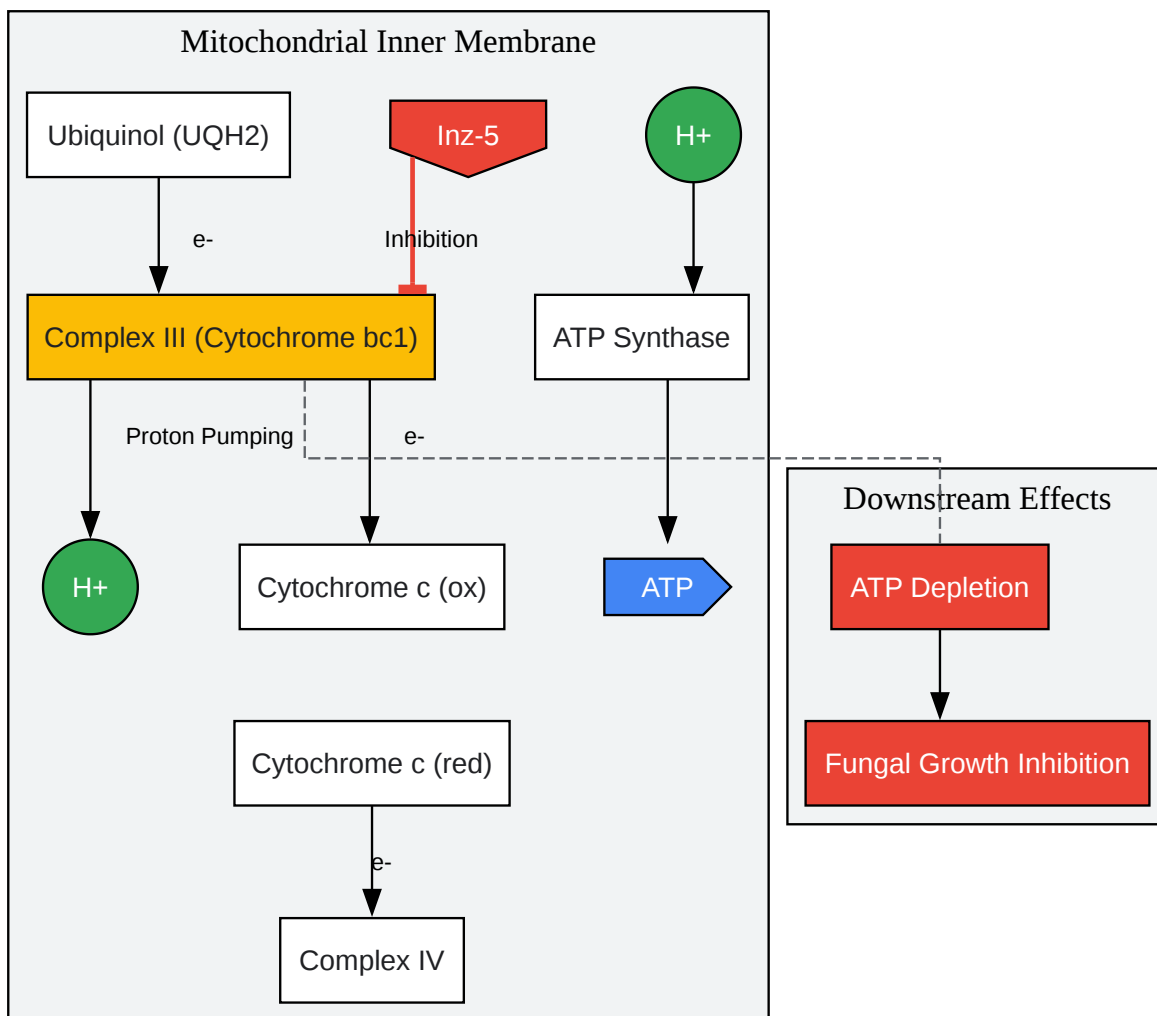 Mitochondrial Inner Membrane
Ubiquinol (UQH2)
Inz-5
H+
e-
Inhibition
Complex III (Cytochrome bc1)
ATP Synthase
Proton Pumping
e-
Downstream Effects
H+
Cytochrome c (ox)
ATP
ATP Depletion
Cytochrome c (red)
Fungal Growth Inhibition
e-
Complex IV